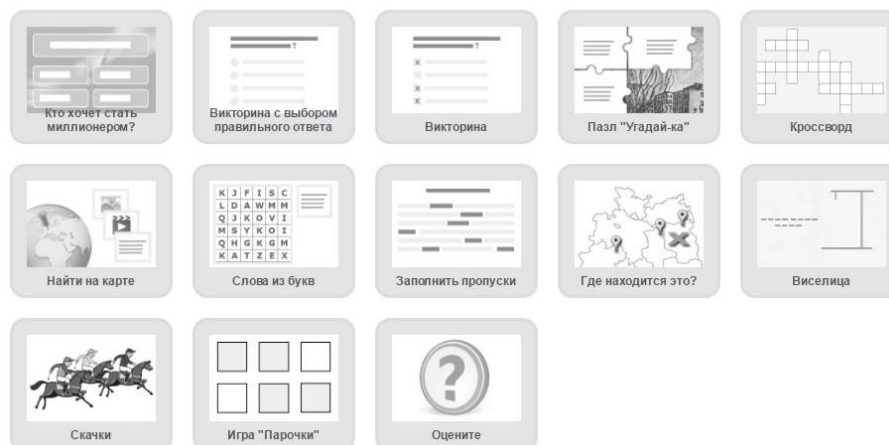 Кто хочет стать
миллионером?
?
Викторина с выбором
правильного ответа
?
Викторина
Пазл "Угадай-ка"
Кроссворд
Найти на карте
K J F I S C
L D A W M M
Q J K O V I
M S Y K O I
Q H G K G M
K A T Z E X
Слова из букв
Заполнить пропуски
Где находится это?
Виселица
Скачки
Игра "Парочки"
?
Оцените